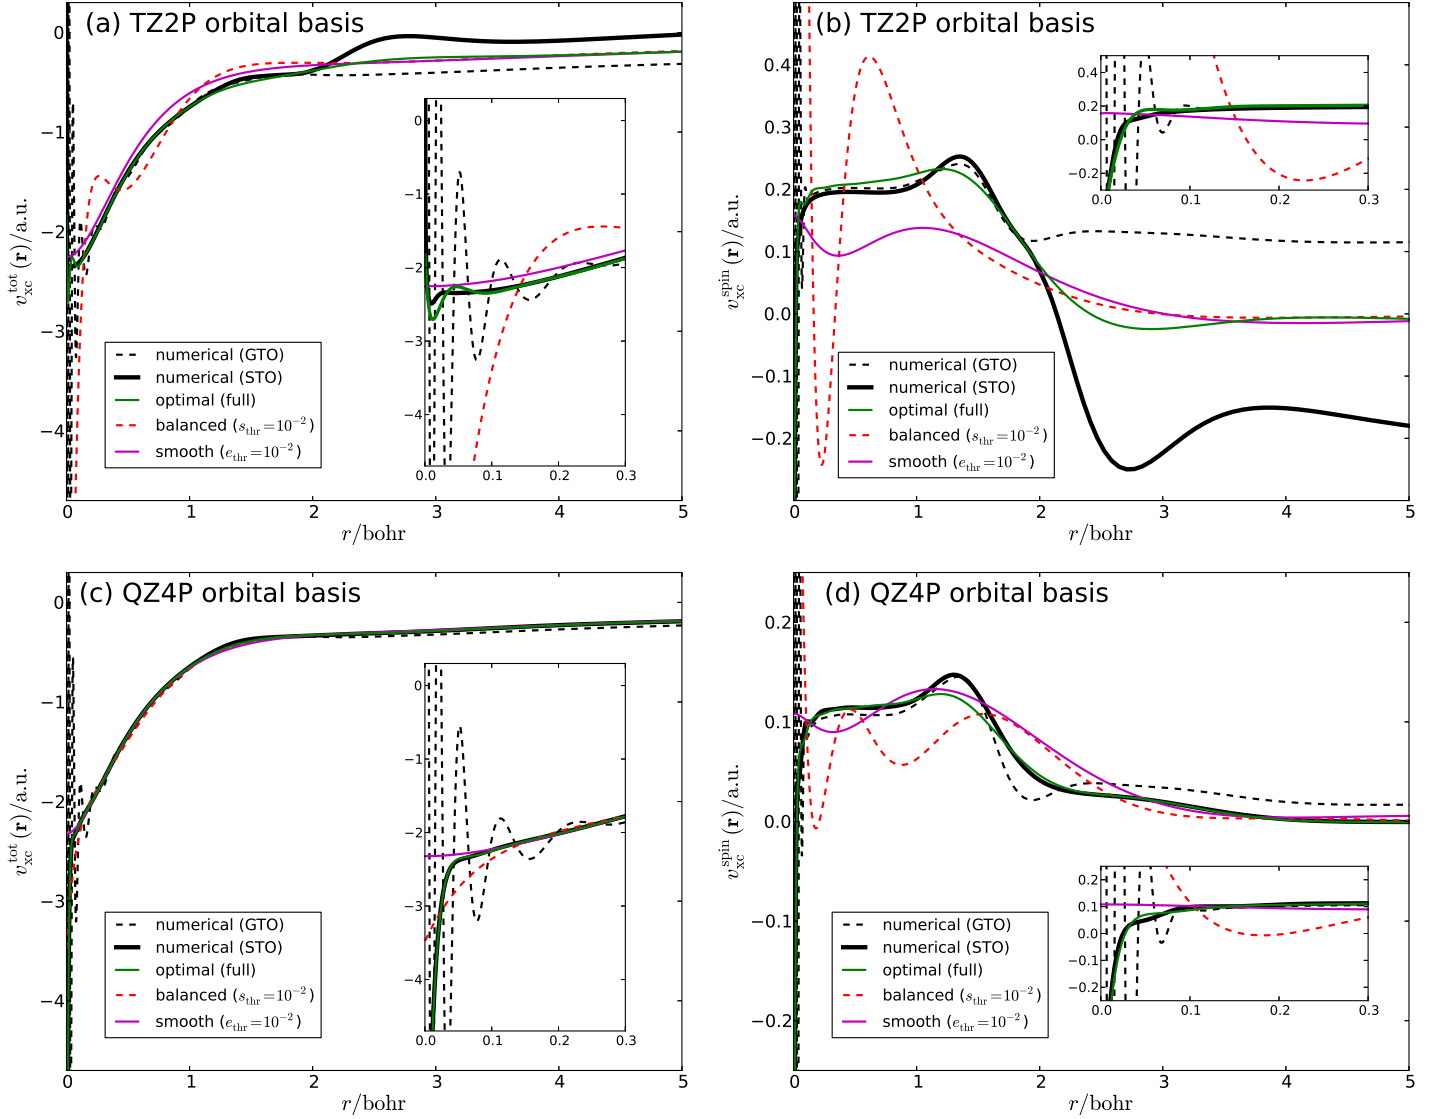 (a) TZ2P orbital basis
0
−1
−2
−3
−4
v_xc^tot(r)/a.u.
0
−1
−2
−3
−4
0.0 0.1 0.2 0.3
numerical (GTO)
numerical (STO)
optimal (full)
balanced (s_thr=10^−2)
smooth (e_thr=10^−2)
0 1 2 3 4 5
r/bohr
(b) TZ2P orbital basis
0.4
0.3
0.2
0.1
0.0
−0.1
−0.2
v_xc^spin(r)/a.u.
0.4
0.2
0.0
−0.2
0.0 0.1 0.2 0.3
numerical (GTO)
numerical (STO)
optimal (full)
balanced (s_thr=10^−2)
smooth (e_thr=10^−2)
0 1 2 3 4 5
r/bohr
(c) QZ4P orbital basis
0
−1
−2
−3
−4
v_xc^tot(r)/a.u.
0
−1
−2
−3
−4
0.0 0.1 0.2 0.3
numerical (GTO)
numerical (STO)
optimal (full)
balanced (s_thr=10^−2)
smooth (e_thr=10^−2)
0 1 2 3 4 5
r/bohr
(d) QZ4P orbital basis
0.2
0.1
0.0
−0.1
−0.2
v_xc^spin(r)/a.u.
0.2
0.1
0.0
−0.1
−0.2
0.0 0.1 0.2 0.3
numerical (GTO)
numerical (STO)
optimal (full)
balanced (s_thr=10^−2)
smooth (e_thr=10^−2)
0 1 2 3 4 5
r/bohr